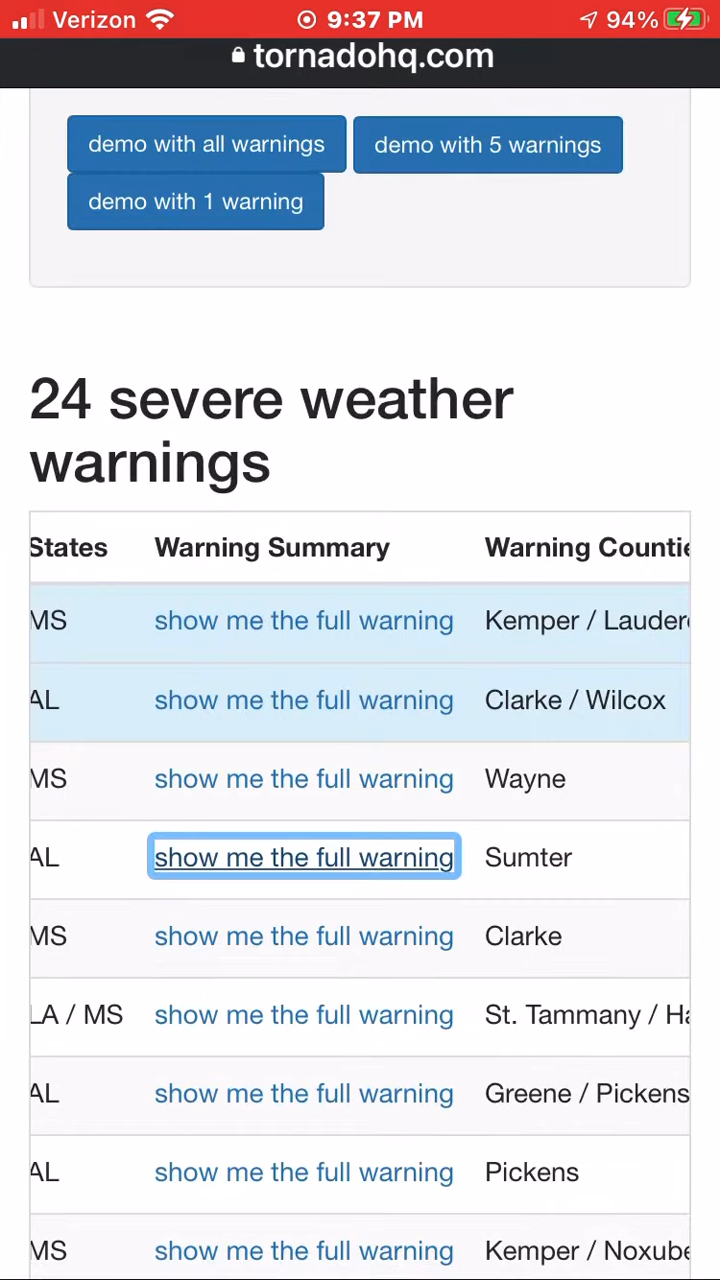 Verizon 9:37 PM 94%
tornadohq.com
demo with all warnings demo with 5 warnings
demo with 1 warning
24 severe weather
warnings
States Warning Summary Warning Countie
MS show me the full warning Kemper / Lauder
AL show me the full warning Clarke / Wilcox
MS show me the full warning Wayne
AL show me the full warning Sumter
MS show me the full warning Clarke
LA / MS show me the full warning St. Tammany / Ha
AL show me the full warning Greene / Pickens
AL show me the full warning Pickens
MS show me the full warning Kemper / Noxube